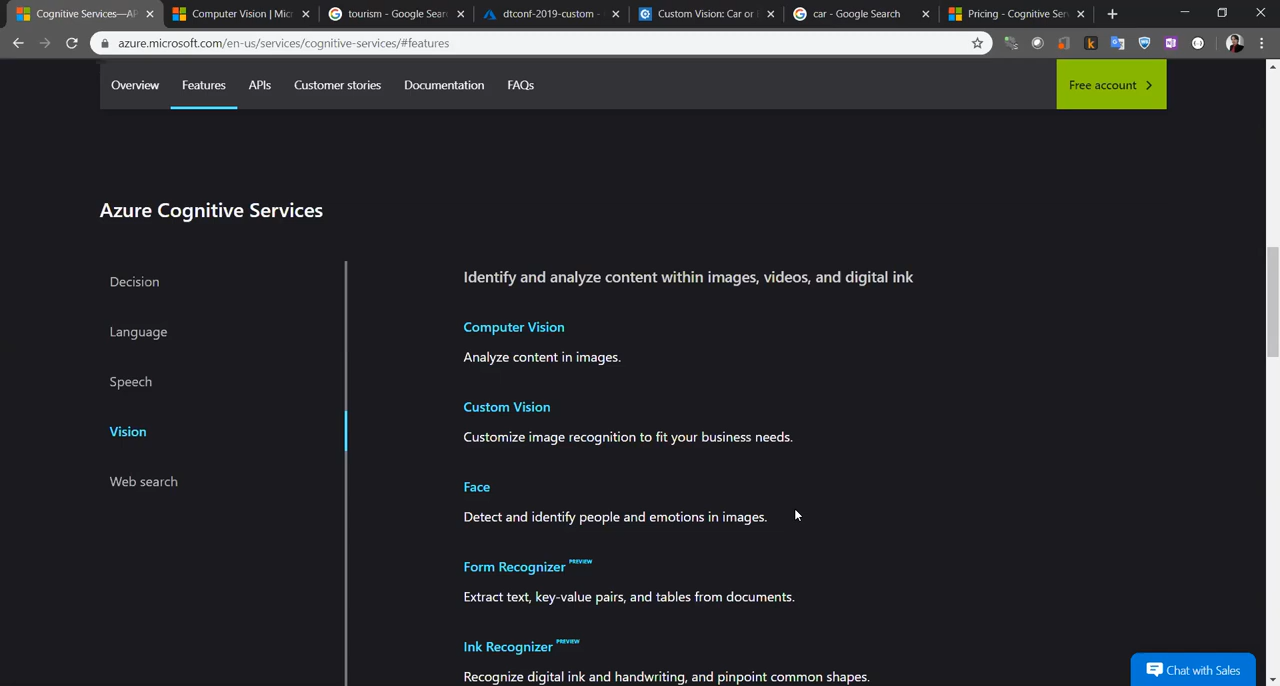 Cognitive Services—AP
Computer Vision | Mic
tourism - Google Sear
dtconf-2019-custom -
Custom Vision: Car or
car - Google Search
Pricing - Cognitive Ser
azure.microsoft.com/en-us/services/cognitive-services/#features
Overview Features APIs Customer stories Documentation FAQs Free account
Azure Cognitive Services
Decision
Language
Speech
Vision
Web search
Identify and analyze content within images, videos, and digital ink
Computer Vision
Analyze content in images.
Custom Vision
Customize image recognition to fit your business needs.
Face
Detect and identify people and emotions in images.
Form Recognizer PREVIEW
Extract text, key-value pairs, and tables from documents.
Ink Recognizer PREVIEW
Recognize digital ink and handwriting, and pinpoint common shapes.
Chat with Sales